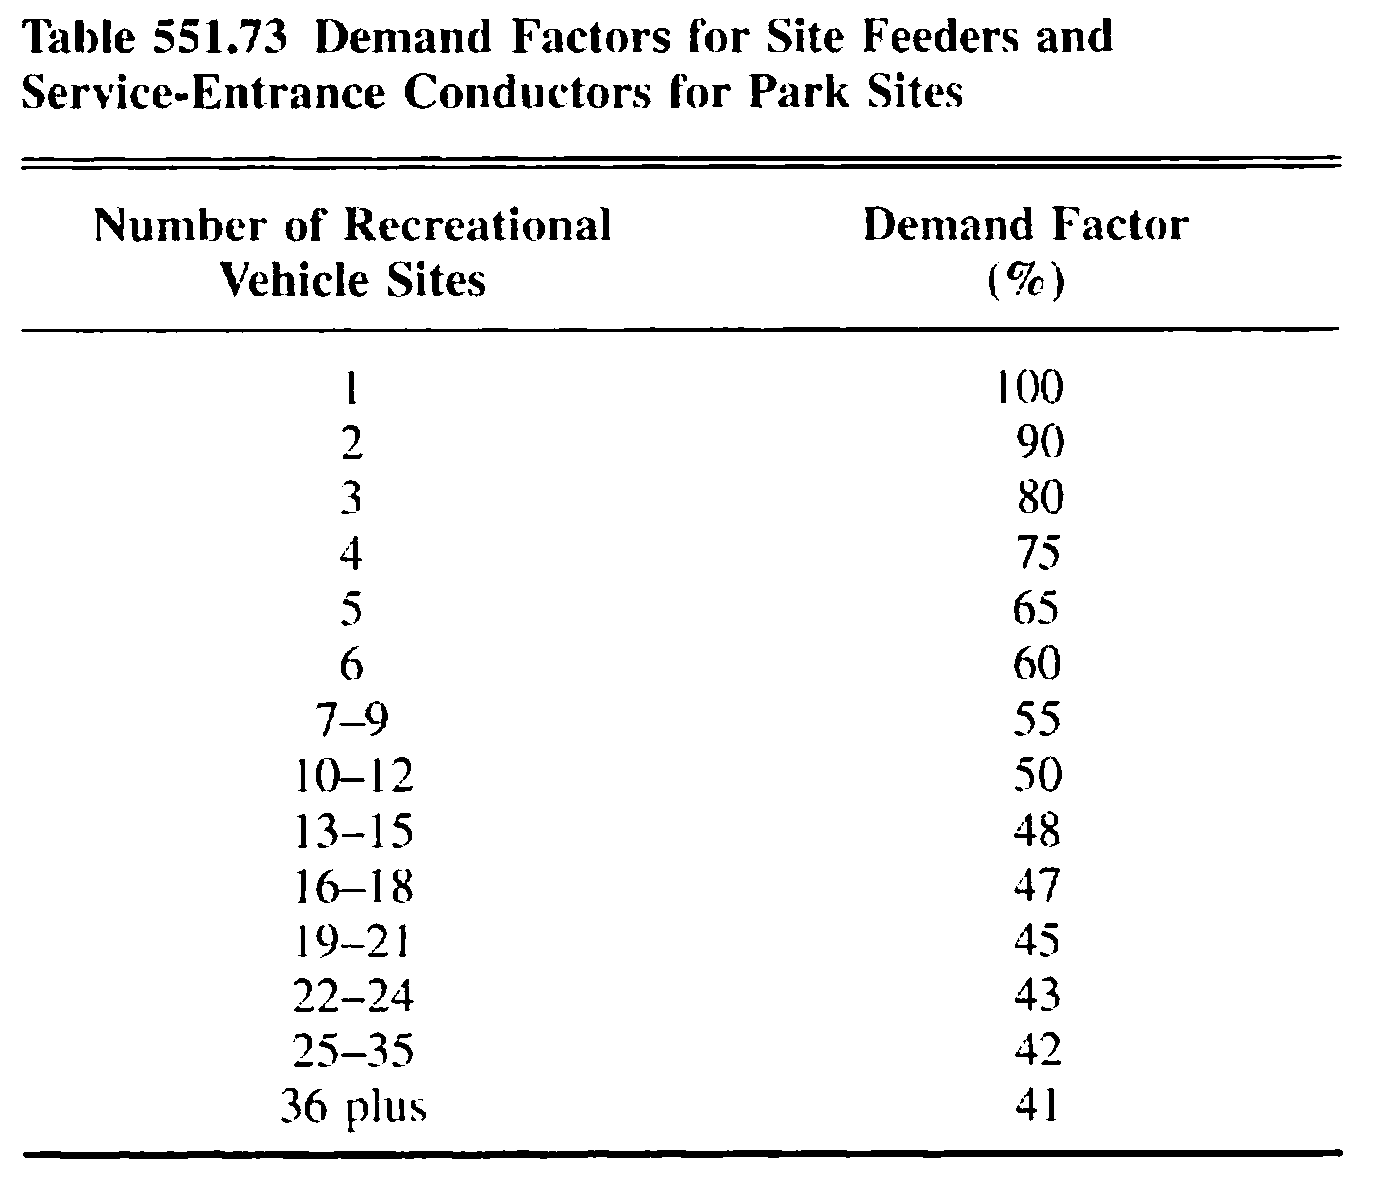 Table 551.73 Demand Factors for Site Feeders and
Service-Entrance Conductors for Park Sites
Number of Recreational Vehicle Sites
Demand Factor (%)
1 100
2 90
3 80
4 75
5 65
6 60
7–9 55
10–12 50
13–15 48
16–18 47
19–21 45
22–24 43
25–35 42
36 plus 41